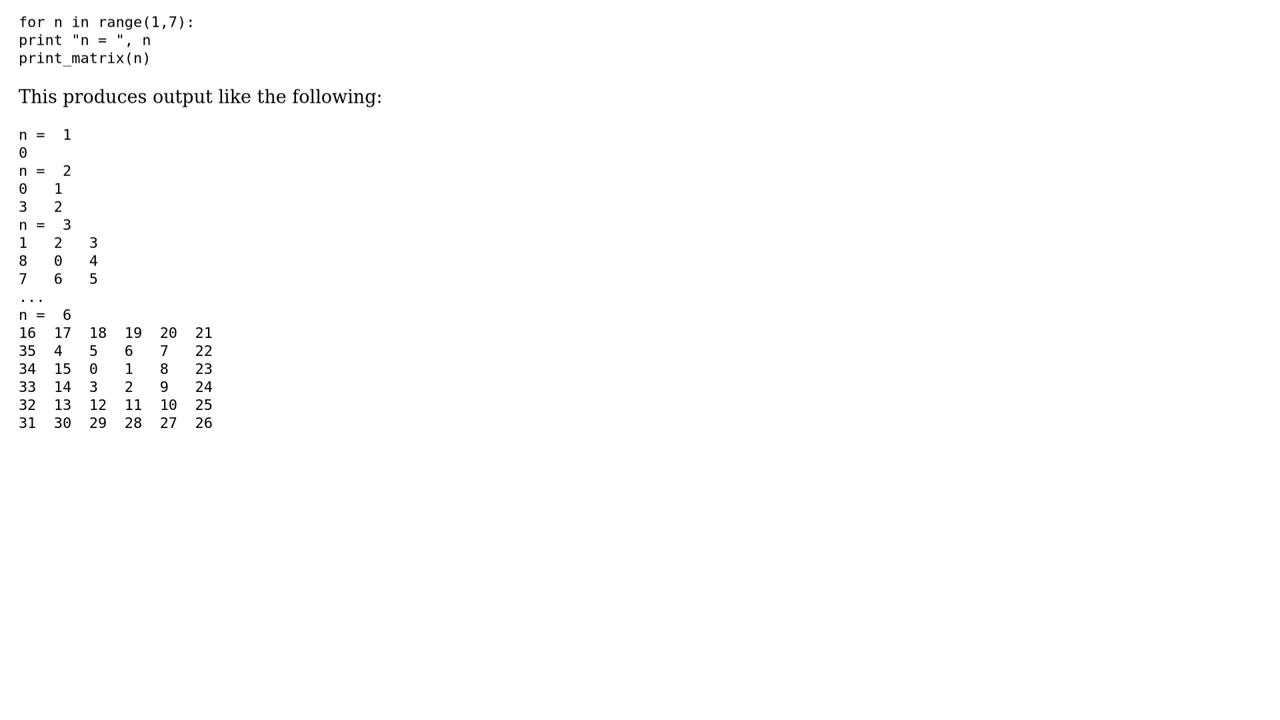 for n in range(1,7):
print "n = ", n
print_matrix(n)
This produces output like the following:
n =  1
0
n =  2
0   1
3   2
n =  3
1   2   3
8   0   4
7   6   5
...
n =  6
16  17  18  19  20  21
35  4   5   6   7   22
34  15  0   1   8   23
33  14  3   2   9   24
32  13  12  11  10  25
31  30  29  28  27  26